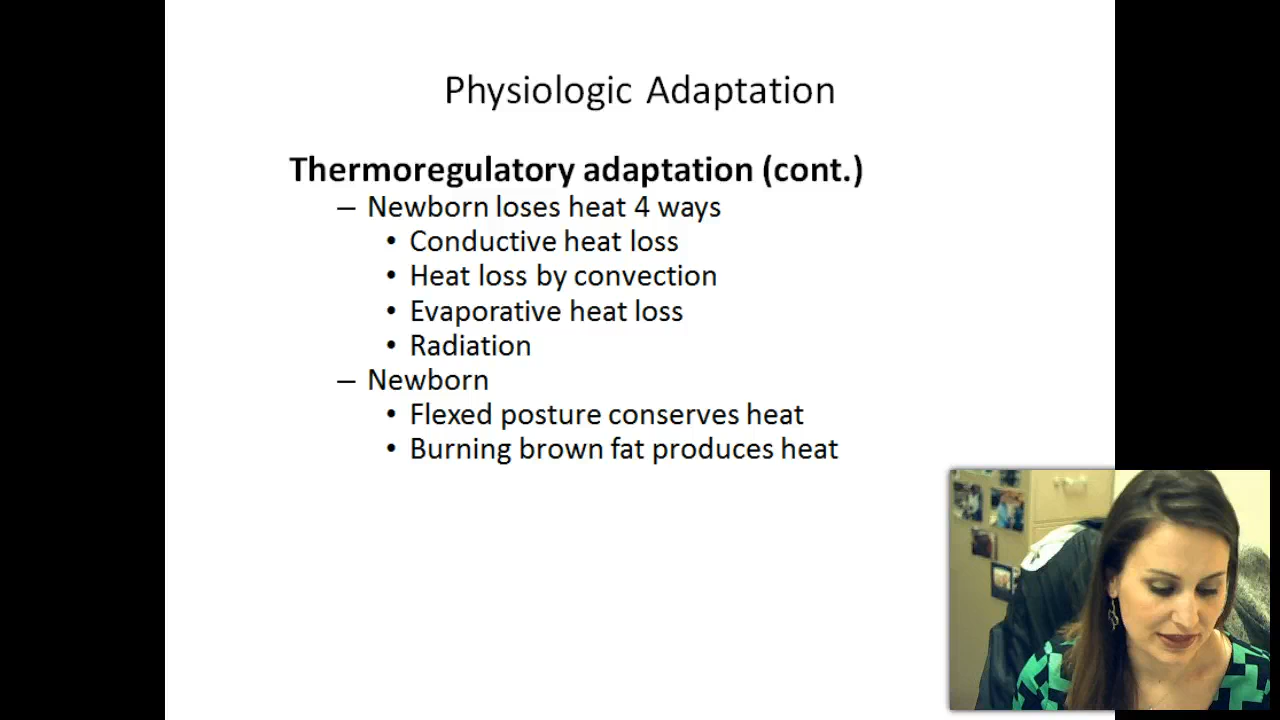 Physiologic Adaptation
Thermoregulatory adaptation (cont.)
– Newborn loses heat 4 ways
• Conductive heat loss
• Heat loss by convection
• Evaporative heat loss
• Radiation
– Newborn
• Flexed posture conserves heat
• Burning brown fat produces heat